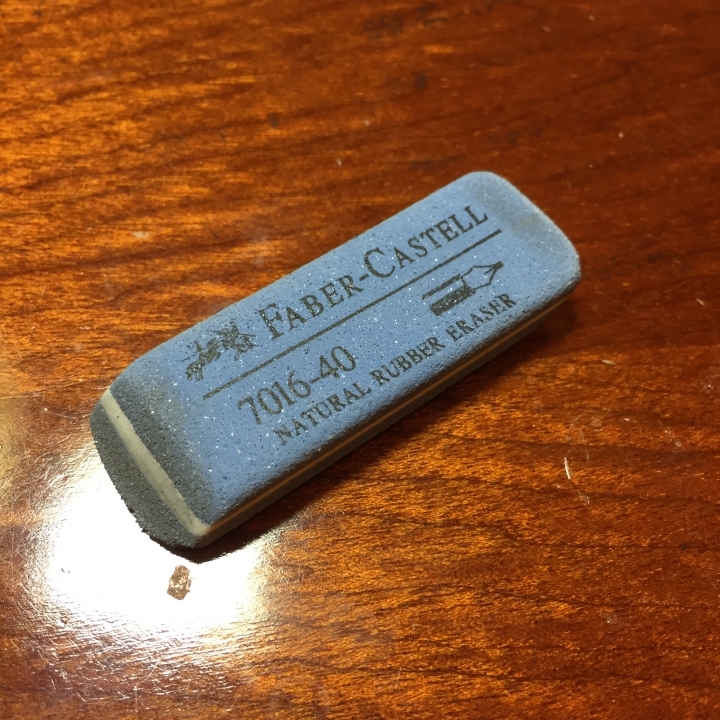 FABER-CASTELL
7016-40
NATURAL RUBBER ERASER